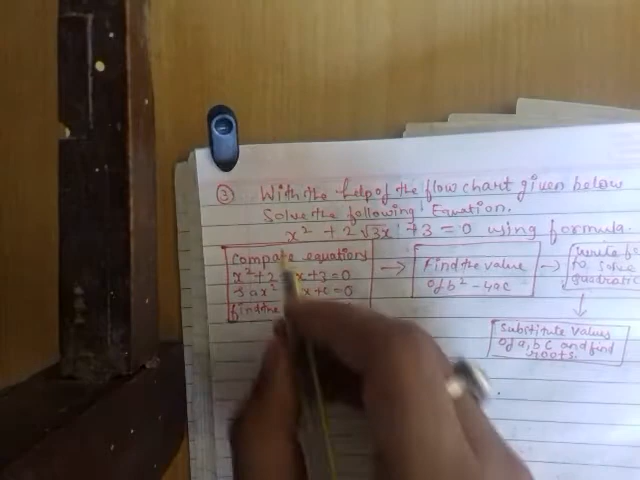 ③ With the help of the flow chart given below
Solve the following Equation.
x² + 2√3x + 3 = 0 using formula.
Compare equation
x²+2 x+3=0
ax² x+c=0
find the
Find the value
of b² - 4ac
write
to solve
quadratic
Substitute values
of a, b c and find
roots.